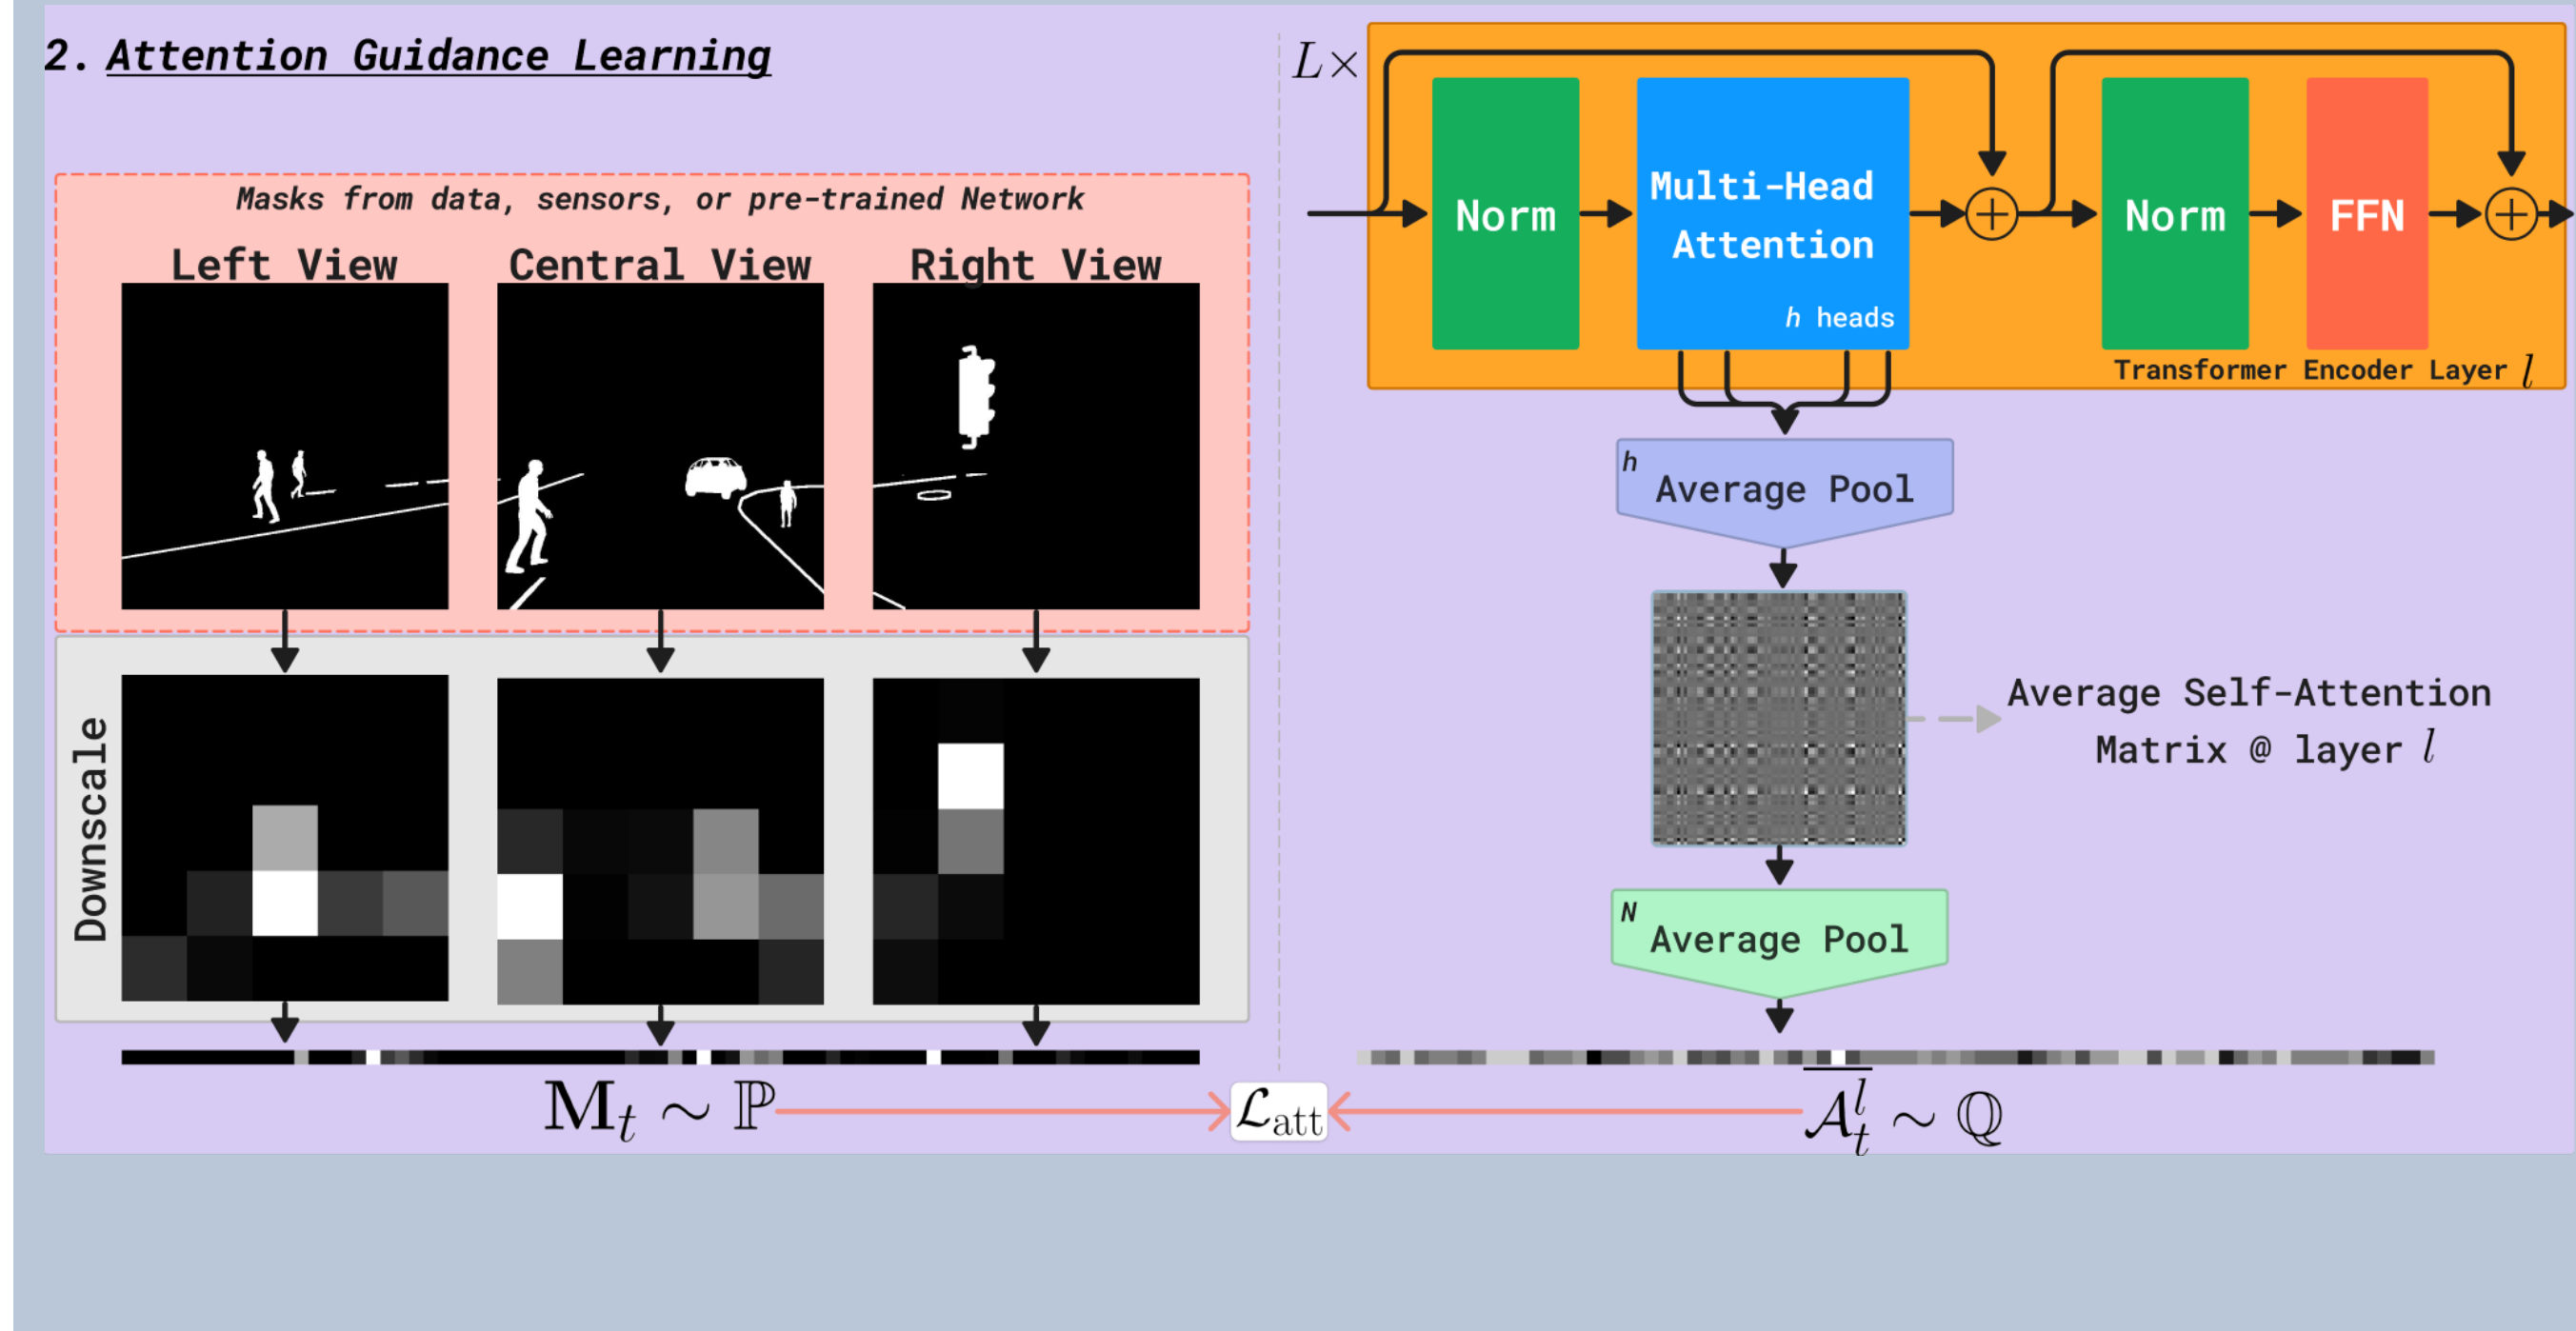 2. Attention Guidance Learning
Masks from data, sensors, or pre-trained Network
Left View
Central View
Right View
Downscale
M_t ∼ ℙ
ℒ_att
L×
Norm
Multi-Head
Attention
h heads
Norm
FFN
Transformer Encoder Layer l
h
Average Pool
Average Self-Attention
Matrix @ layer l
N
Average Pool
\overline{𝒜_t^l} ∼ ℚ